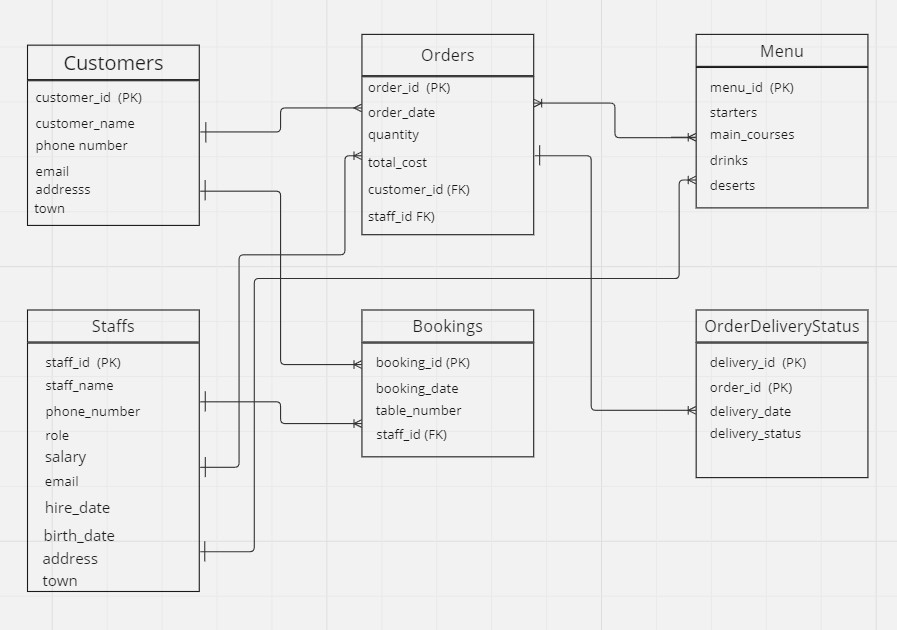 Customers
customer_id (PK)
customer_name
phone number
email
addresss
town
Orders
order_id (PK)
order_date
quantity
total_cost
customer_id (FK)
staff_id FK)
Menu
menu_id (PK)
starters
main_courses
drinks
deserts
Staffs
staff_id (PK)
staff_name
phone_number
role
salary
email
hire_date
birth_date
address
town
Bookings
booking_id (PK)
booking_date
table_number
staff_id (FK)
OrderDeliveryStatus
delivery_id (PK)
order_id (PK)
delivery_date
delivery_status